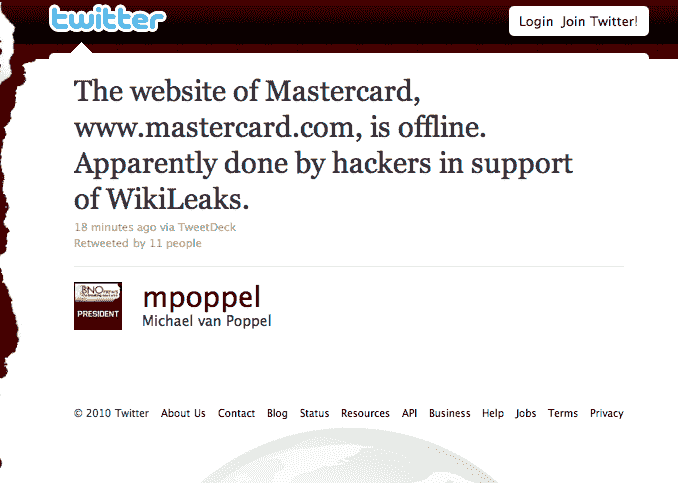 twitter
Login Join Twitter!
The website of Mastercard,
www.mastercard.com, is offline.
Apparently done by hackers in support
of WikiLeaks.
18 minutes ago via TweetDeck
Retweeted by 11 people
BNOnews
PRESIDENT
mpoppel
Michael van Poppel
© 2010 Twitter About Us Contact Blog Status Resources API Business Help Jobs Terms Privacy